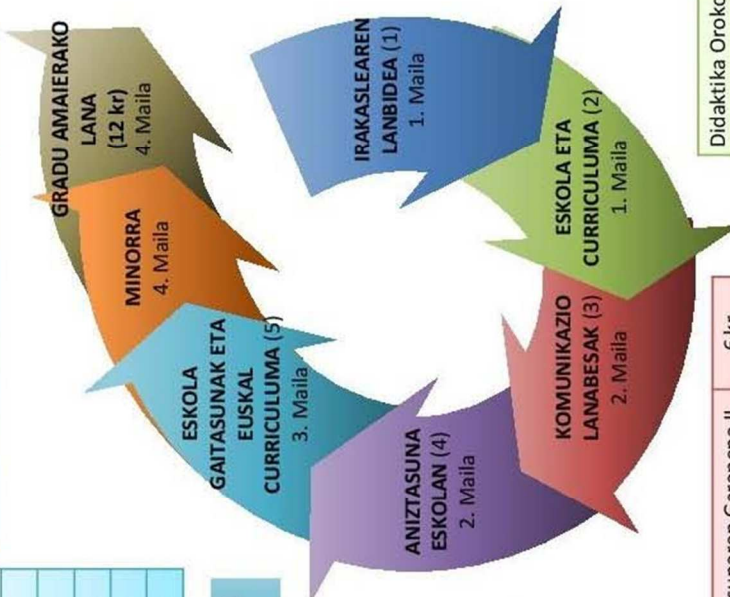 GRADU AMAIERAKO
LANA
(12 kr)
4. Maila
IRAKASLEAREN
LANBIDEA (1)
1. Maila
MINORRA
4. Maila
ESKOLA ETA
CURRICULUMA (2)
1. Maila
ESKOLA
GAITASUNAK ETA
EUSKAL
CURRICULUMA (5)
3. Maila
KOMUNIKAZIO
LANABESAK (3)
2. Maila
ANIZTASUNA
ESKOLAN (4)
2. Maila
Didaktika